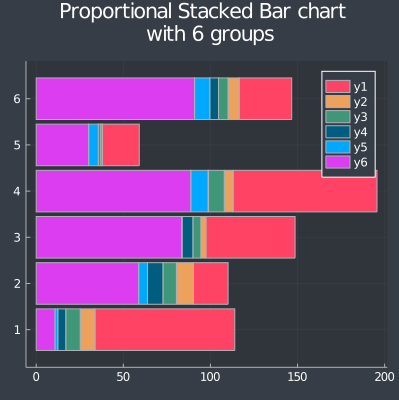 Proportional Stacked Bar chart
with 6 groups
y1
y2
y3
y4
y5
y6
6
5
4
3
2
1
0 50 100 150 200